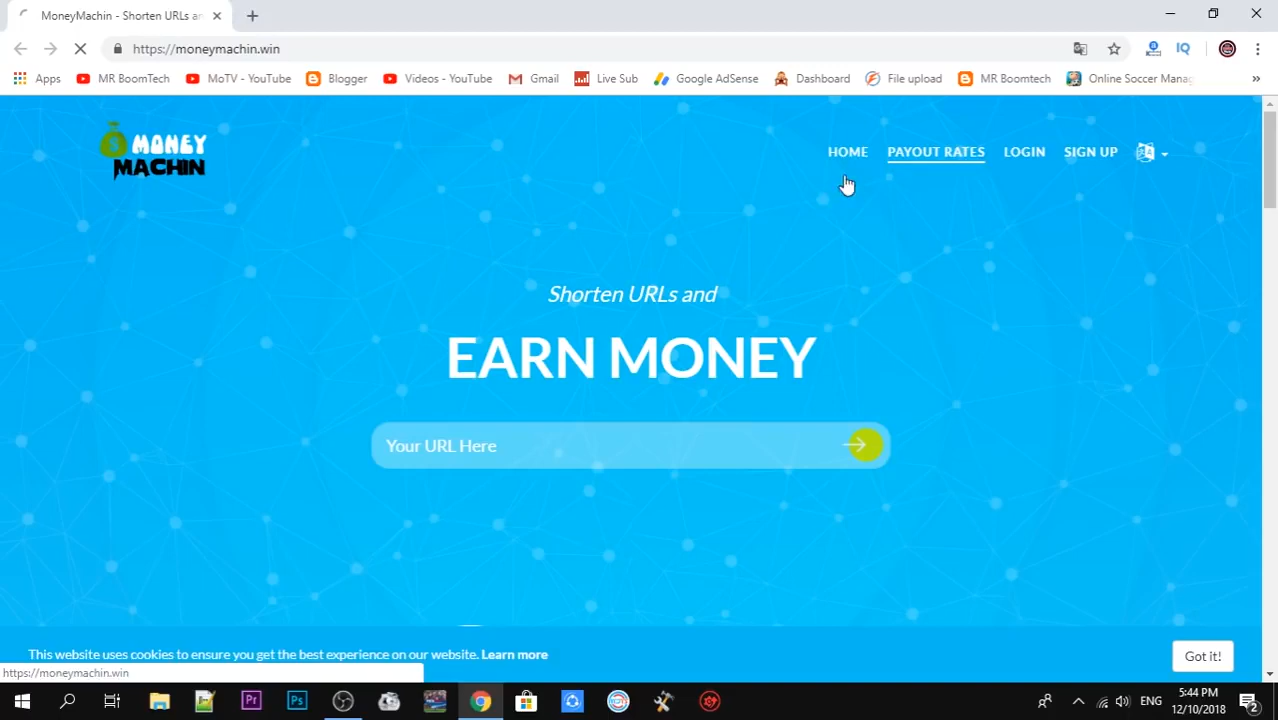 MoneyMachin - Shorten URLs an
https://moneymachin.win
Apps MR BoomTech MoTV - YouTube Blogger Videos - YouTube Gmail Live Sub Google AdSense Dashboard File upload MR Boomtech Online Soccer Manag »
MONEY
MACHIN
HOME PAYOUT RATES LOGIN SIGN UP
Shorten URLs and
EARN MONEY
Your URL Here
This website uses cookies to ensure you get the best experience on our website. Learn more
Got it!
https://moneymachin.win
Pr Ps
ENG
5:44 PM
12/10/2018
2
IQ